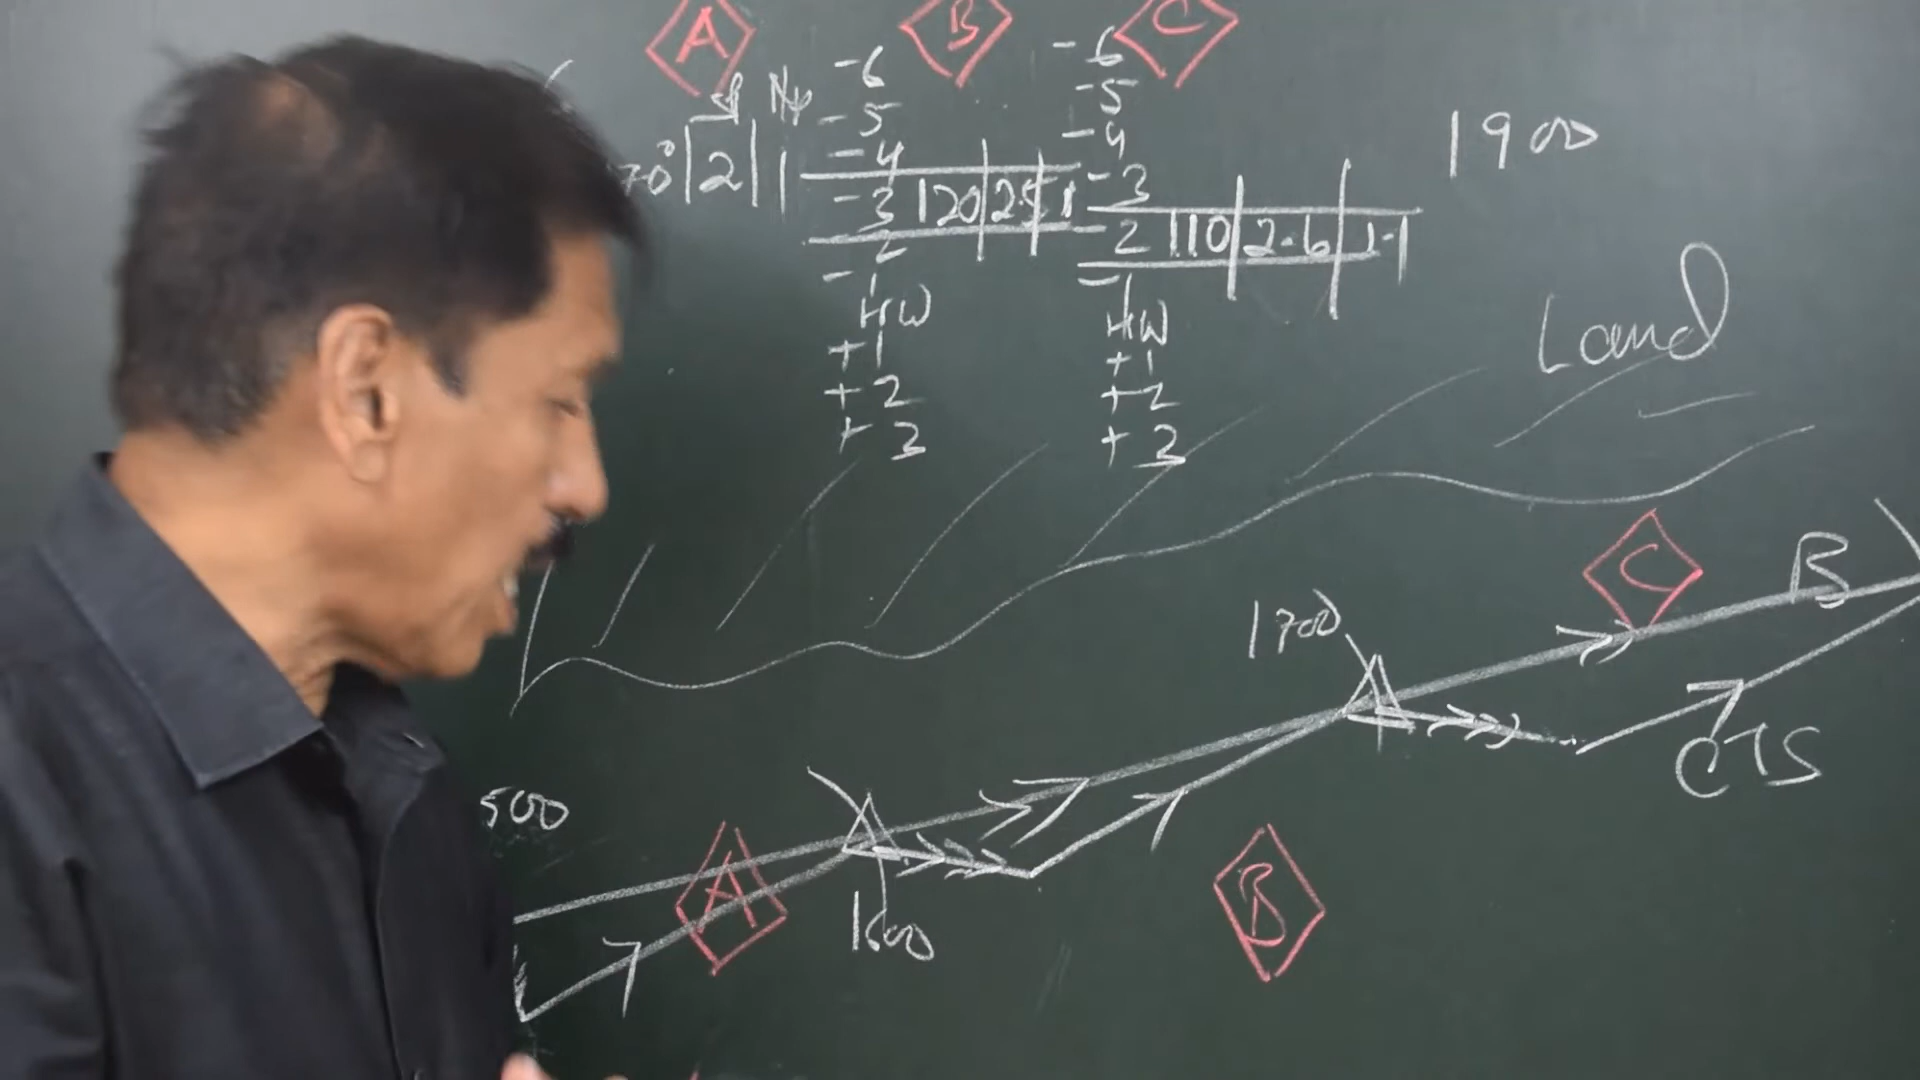 A
B
C
Sp Np
70° | 2 | 1
-6
-5
-4
-3 120 2.5 1
-2
-1
HW
+1
+2
+3
-6
-5
-4
-3
-2 110 2.6 1.1
-1
HW
+1
+2
+3
1900
Land
C
B
1700
CTS
500
A
1600
B